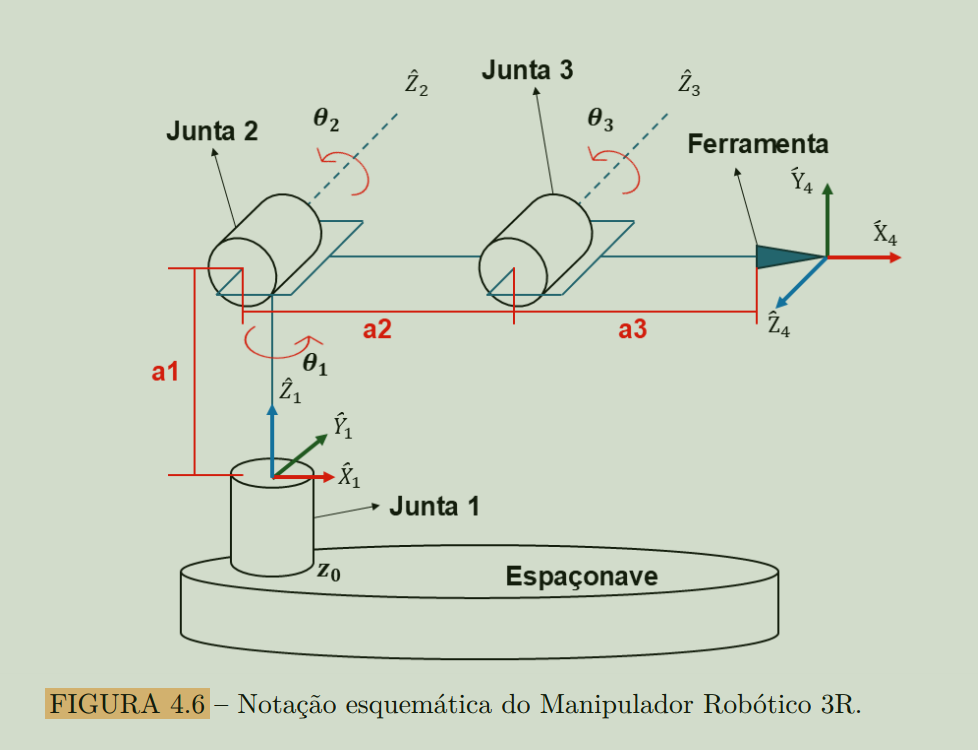 Junta 3
Ẑ₂
Ẑ₃
θ₂
θ₃
Junta 2
Ferramenta
Ý₄
X́₄
Ẑ₄
a2
a3
θ₁
a1
Ẑ₁
Ŷ₁
X̂₁
Junta 1
z₀
Espaçonave
FIGURA 4.6 – Notação esquemática do Manipulador Robótico 3R.